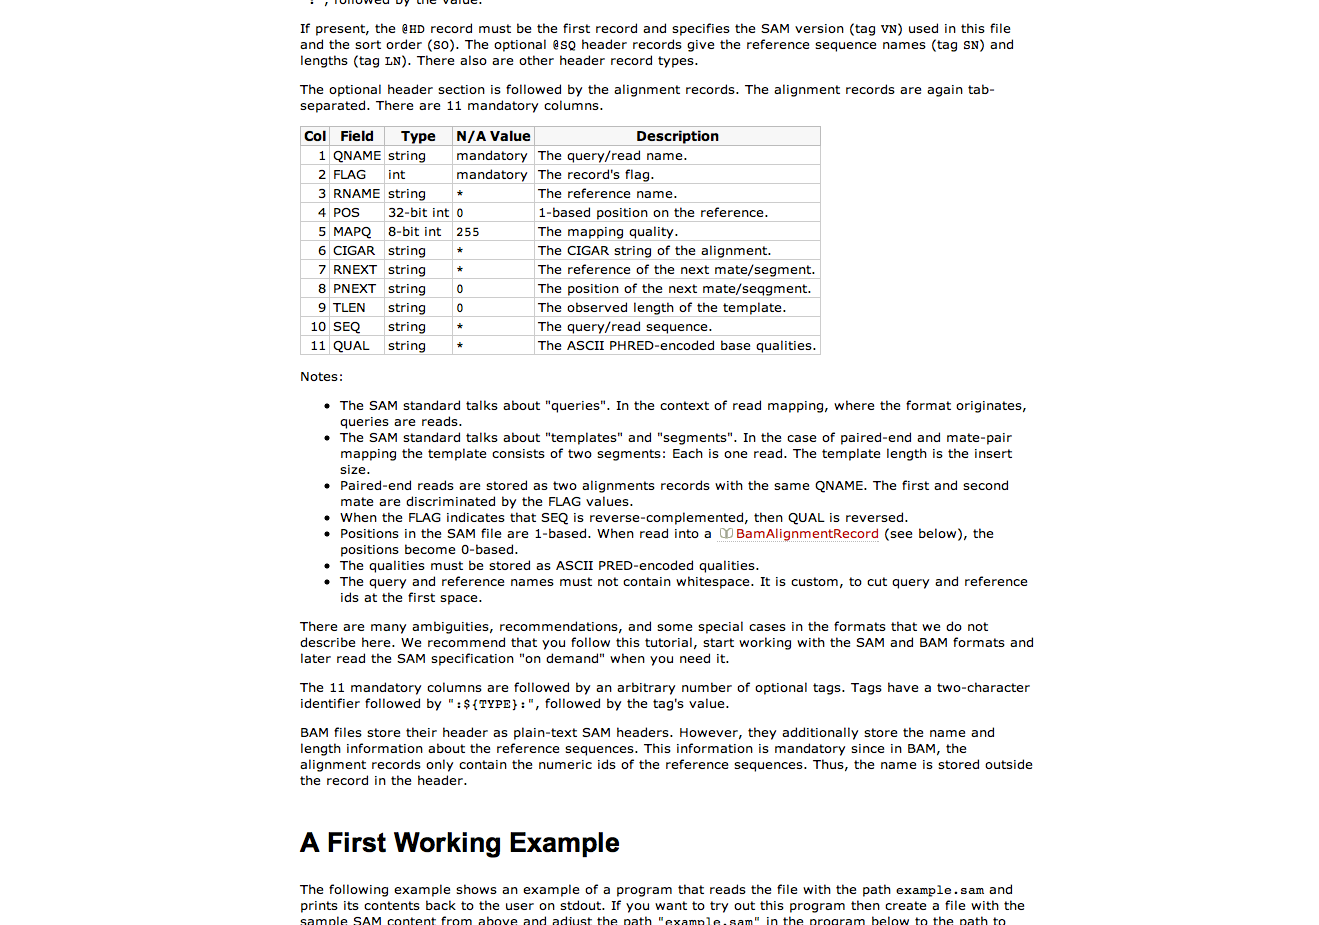 ":", followed by the value.
If present, the @HD record must be the first record and specifies the SAM version (tag VN) used in this file
and the sort order (SO). The optional @SQ header records give the reference sequence names (tag SN) and
lengths (tag LN). There also are other header record types.
The optional header section is followed by the alignment records. The alignment records are again tab-
separated. There are 11 mandatory columns.
Col Field Type N/A Value Description
1 QNAME string mandatory The query/read name.
2 FLAG int mandatory The record's flag.
3 RNAME string * The reference name.
4 POS 32-bit int 0 1-based position on the reference.
5 MAPQ 8-bit int 255 The mapping quality.
6 CIGAR string * The CIGAR string of the alignment.
7 RNEXT string * The reference of the next mate/segment.
8 PNEXT string 0 The position of the next mate/seqgment.
9 TLEN string 0 The observed length of the template.
10 SEQ string * The query/read sequence.
11 QUAL string * The ASCII PHRED-encoded base qualities.
Notes:
• The SAM standard talks about "queries". In the context of read mapping, where the format originates,
queries are reads.
• The SAM standard talks about "templates" and "segments". In the case of paired-end and mate-pair
mapping the template consists of two segments: Each is one read. The template length is the insert
size.
• Paired-end reads are stored as two alignments records with the same QNAME. The first and second
mate are discriminated by the FLAG values.
• When the FLAG indicates that SEQ is reverse-complemented, then QUAL is reversed.
• Positions in the SAM file are 1-based. When read into a BamAlignmentRecord (see below), the
positions become 0-based.
• The qualities must be stored as ASCII PRED-encoded qualities.
• The query and reference names must not contain whitespace. It is custom, to cut query and reference
ids at the first space.
There are many ambiguities, recommendations, and some special cases in the formats that we do not
describe here. We recommend that you follow this tutorial, start working with the SAM and BAM formats and
later read the SAM specification "on demand" when you need it.
The 11 mandatory columns are followed by an arbitrary number of optional tags. Tags have a two-character
identifier followed by ":${TYPE}:", followed by the tag's value.
BAM files store their header as plain-text SAM headers. However, they additionally store the name and
length information about the reference sequences. This information is mandatory since in BAM, the
alignment records only contain the numeric ids of the reference sequences. Thus, the name is stored outside
the record in the header.
A First Working Example
The following example shows an example of a program that reads the file with the path example.sam and
prints its contents back to the user on stdout. If you want to try out this program then create a file with the
sample SAM content from above and adjust the path "example.sam" in the program below to the path to